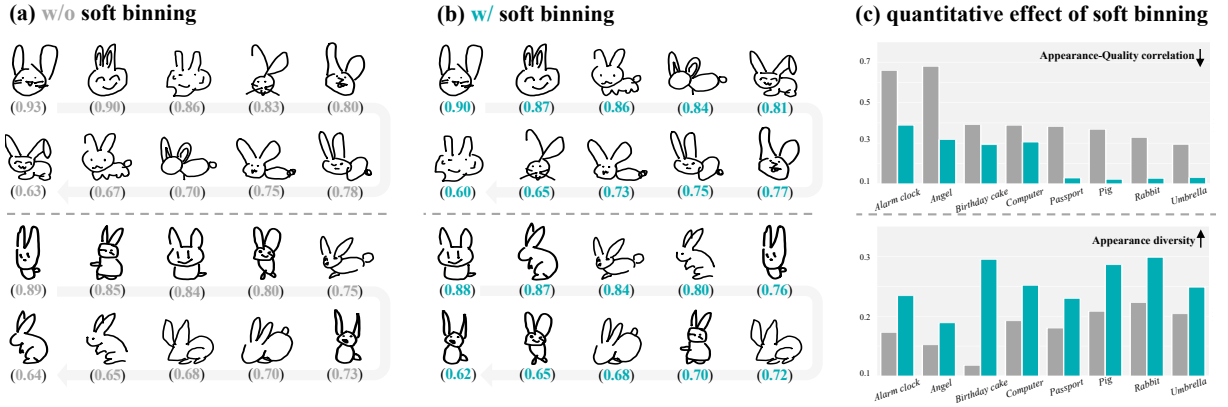 (a) w/o soft binning
(0.93) (0.90) (0.86) (0.83) (0.80)
(0.63) (0.67) (0.70) (0.75) (0.78)
(0.89) (0.85) (0.84) (0.80) (0.75)
(0.64) (0.65) (0.68) (0.70) (0.73)
(b) w/ soft binning
(0.90) (0.87) (0.86) (0.84) (0.81)
(0.60) (0.65) (0.73) (0.75) (0.77)
(0.88) (0.87) (0.84) (0.80) (0.76)
(0.62) (0.65) (0.68) (0.70) (0.72)
(c) quantitative effect of soft binning
Appearance-Quality correlation ↓
0.7
0.5
0.3
0.1
Alarm clock Angel Birthday cake Computer Passport Pig Rabbit Umbrella
Appearance diversity ↑
0.3
0.2
0.1
Alarm clock Angel Birthday cake Computer Passport Pig Rabbit Umbrella